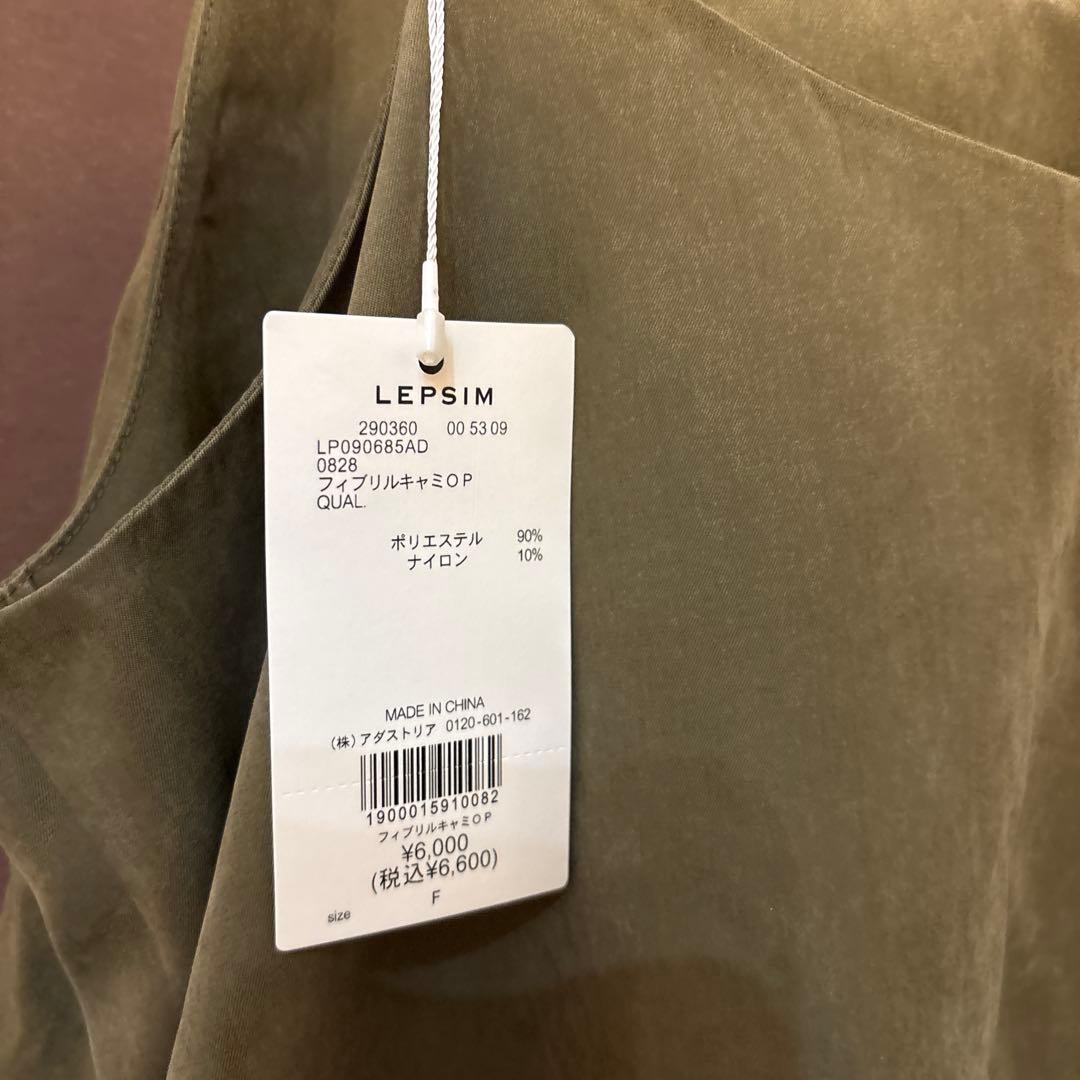 LEPSIM
290360 00 53 09
LP090685AD
0828
フィブリルキャミOP
QUAL.
ポリエステル 90%
ナイロン 10%
MADE IN CHINA
(株)アダストリア 0120-601-162
1900015910082
フィブリルキャミOP
¥6,000
(税込¥6,600)
size F